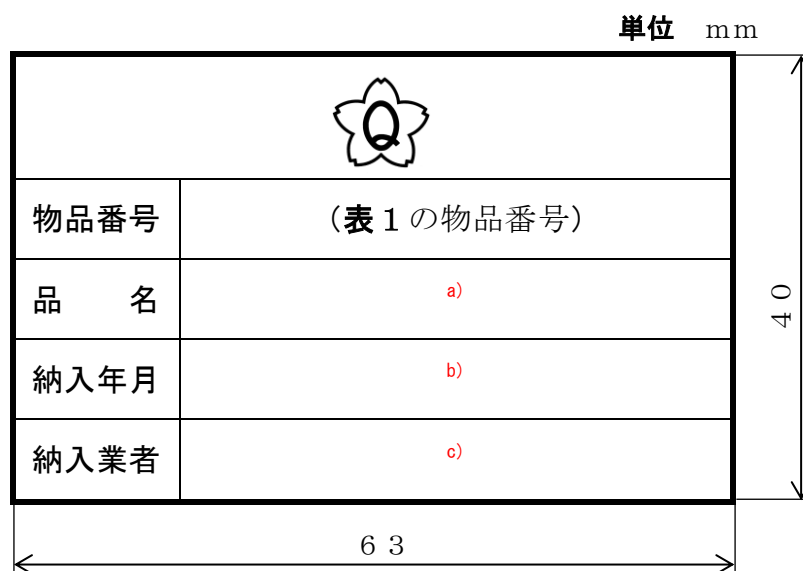 単位　mm
Q
物品番号　（表１の物品番号）
品　　名　a)
納入年月　b)
納入業者　c)
４０
６３